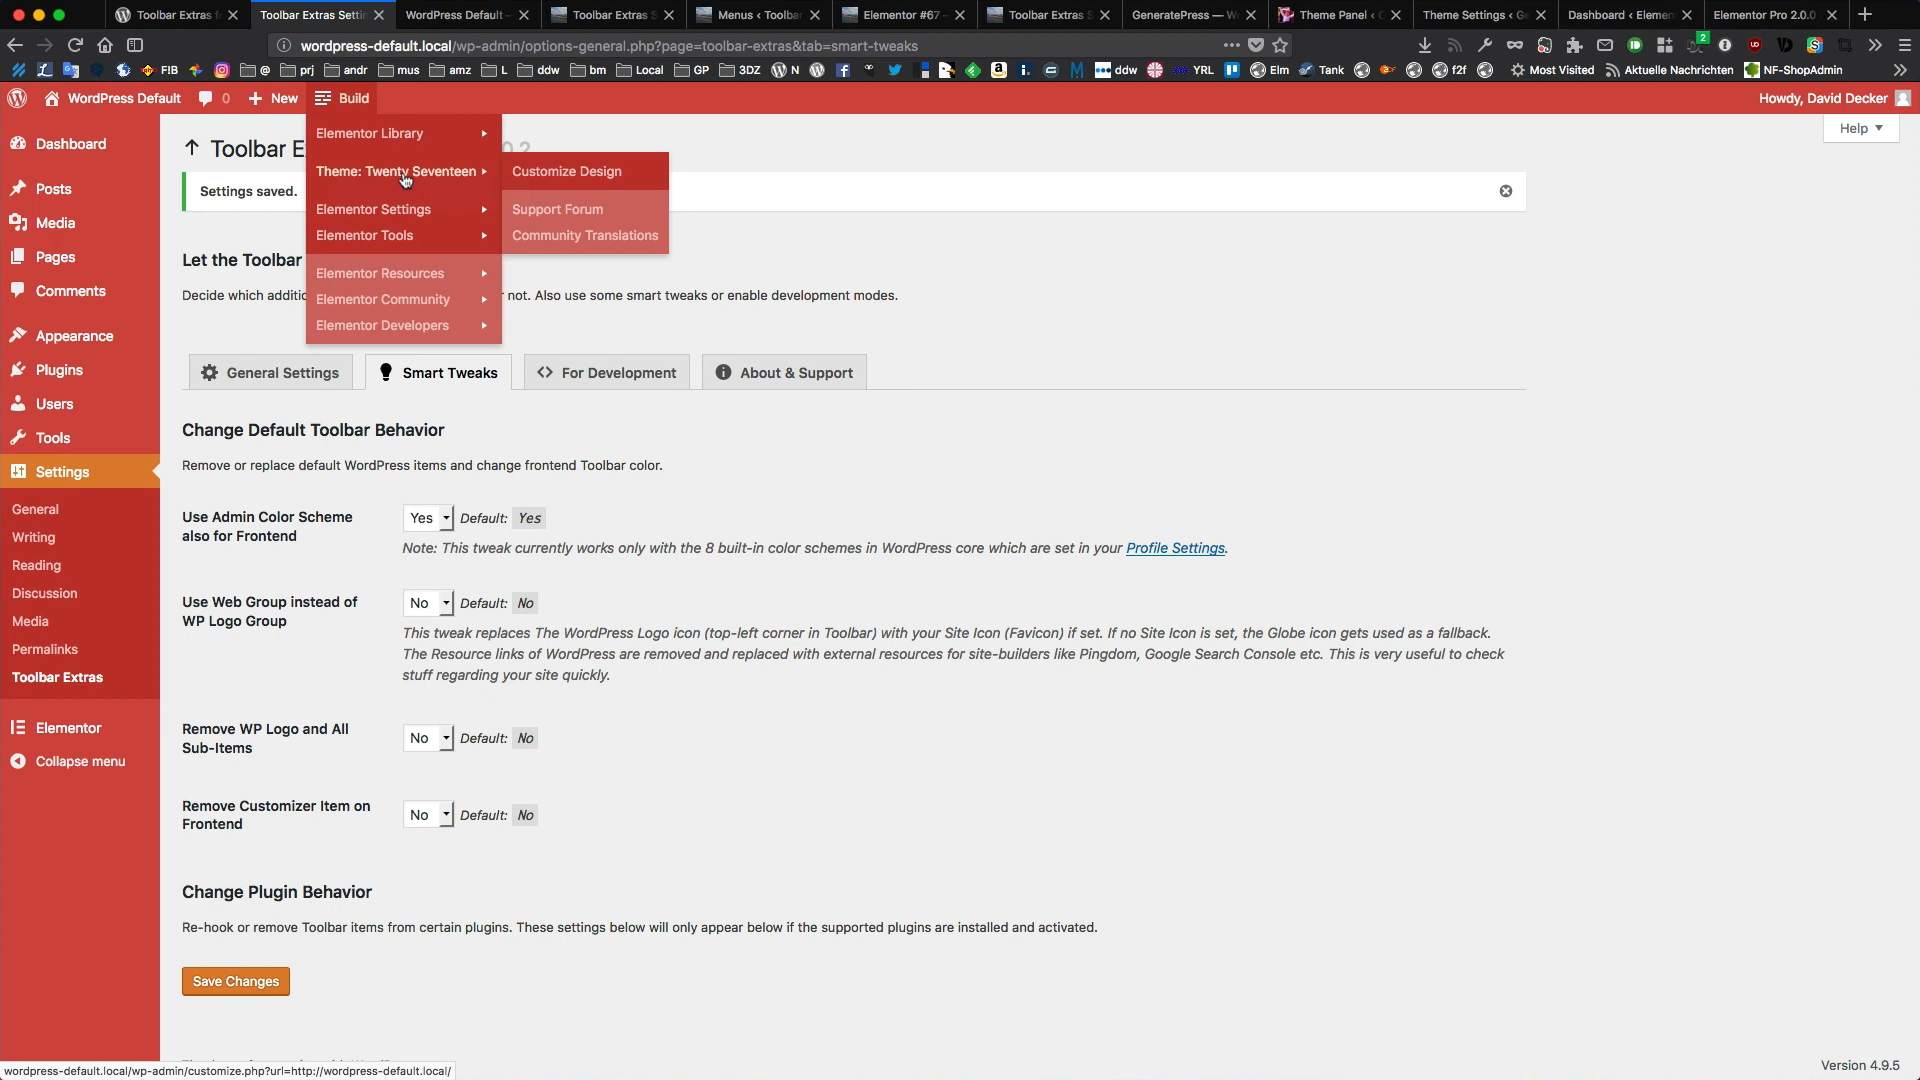 Toolbar Extras f
Toolbar Extras Settin
WordPress Default –
Toolbar Extras S
Menus ‹ Toolba
Elementor #67 –
Toolbar Extras S
GeneratePress — W
Theme Panel ‹ O
Theme Settings ‹ Ge
Dashboard ‹ Elemen
Elementor Pro 2.0.0
wordpress-default.local/wp-admin/options-general.php?page=toolbar-extras&tab=smart-tweaks
2
FIB @ prj andr mus amz L ddw bm Local GP 3DZ N ddw YRL Elm Tank f2f Most Visited Aktuelle Nachrichten NF-ShopAdmin
WordPress Default 0 New Build Howdy, David Decker
Help
Dashboard
Posts
Media
Pages
Comments
Appearance
Plugins
Users
Tools
Settings
General
Writing
Reading
Discussion
Media
Permalinks
Toolbar Extras
Elementor
Collapse menu
Elementor Library
Theme: Twenty Seventeen
Elementor Settings
Elementor Tools
Elementor Resources
Elementor Community
Elementor Developers
Customize Design
Support Forum
Community Translations
Toolbar E
Settings saved.
Let the Toolbar
Decide which additic not. Also use some smart tweaks or enable development modes.
General Settings
Smart Tweaks
For Development
About & Support
Change Default Toolbar Behavior
Remove or replace default WordPress items and change frontend Toolbar color.
Use Admin Color Scheme
also for Frontend
Yes Default: Yes
Note: This tweak currently works only with the 8 built-in color schemes in WordPress core which are set in your Profile Settings.
Use Web Group instead of
WP Logo Group
No Default: No
This tweak replaces The WordPress Logo icon (top-left corner in Toolbar) with your Site Icon (Favicon) if set. If no Site Icon is set, the Globe icon gets used as a fallback.
The Resource links of WordPress are removed and replaced with external resources for site-builders like Pingdom, Google Search Console etc. This is very useful to check
stuff regarding your site quickly.
Remove WP Logo and All
Sub-Items
No Default: No
Remove Customizer Item on
Frontend
No Default: No
Change Plugin Behavior
Re-hook or remove Toolbar items from certain plugins. These settings below will only appear below if the supported plugins are installed and activated.
Save Changes
Version 4.9.5
wordpress-default.local/wp-admin/customize.php?url=http://wordpress-default.local/